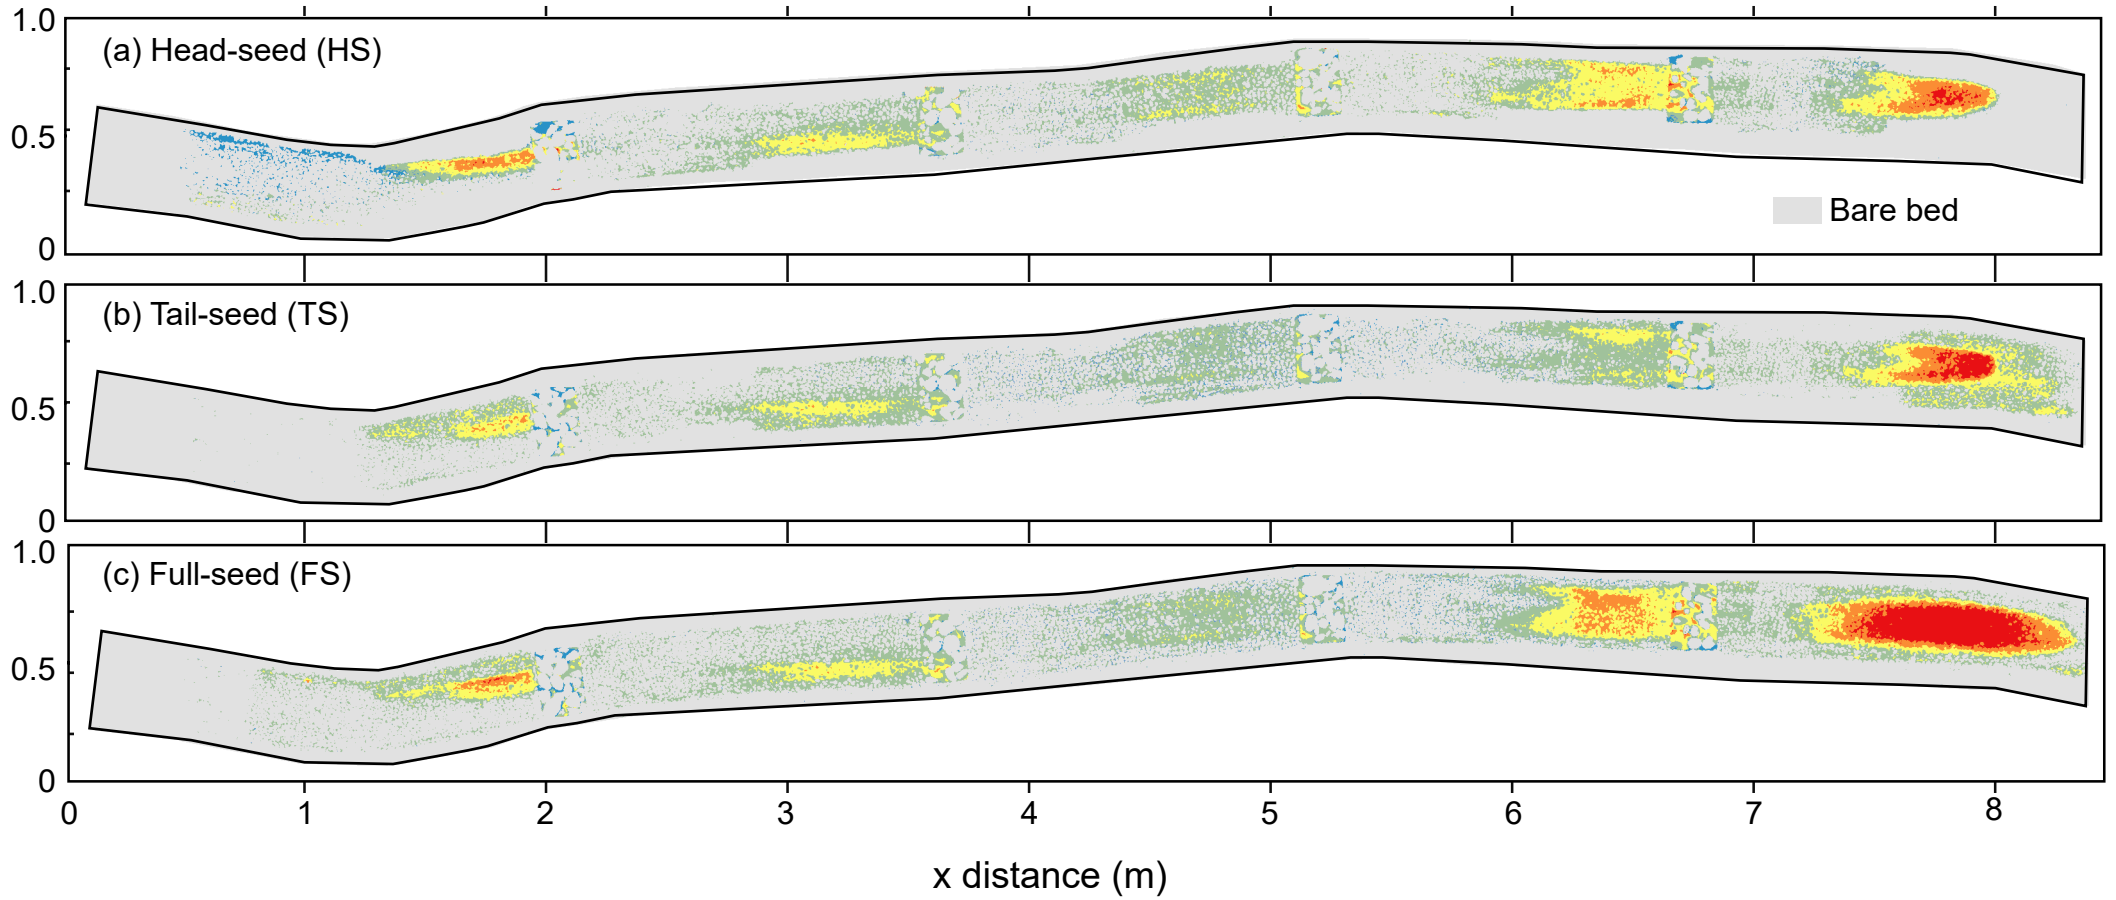 1.0
(a) Head-seed (HS)
0.5
Bare bed
0
1.0
(b) Tail-seed (TS)
0.5
0
1.0
(c) Full-seed (FS)
0.5
0
0 1 2 3 4 5 6 7 8
x distance (m)